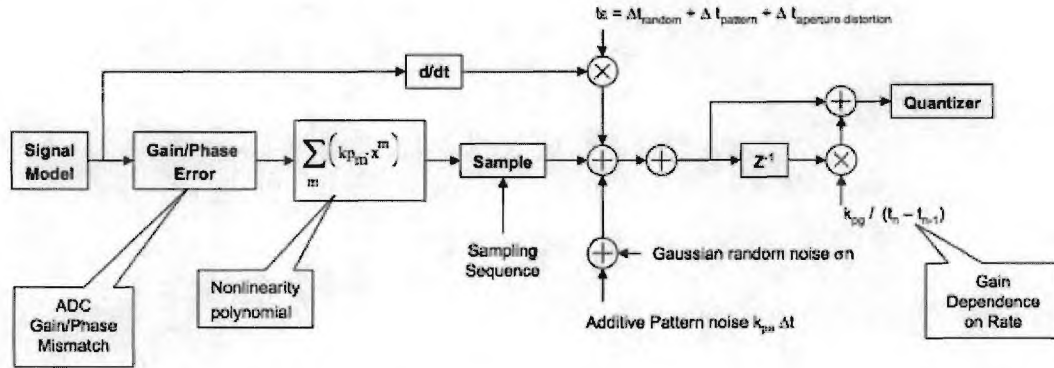 tε = Δt_random + Δ t_pattern + Δ t_aperture distortion
d/dt
Quantizer
Signal
Model
Gain/Phase
Error
∑_m (kp_m· x^m)
Sample
Z⁻¹
k_pg / (t_n – t_n-1)
Sampling
Sequence
Gaussian random noise σn
Additive Pattern noise k_pn Δt
ADC
Gain/Phase
Mismatch
Nonlinearity
polynomial
Gain
Dependence
on Rate